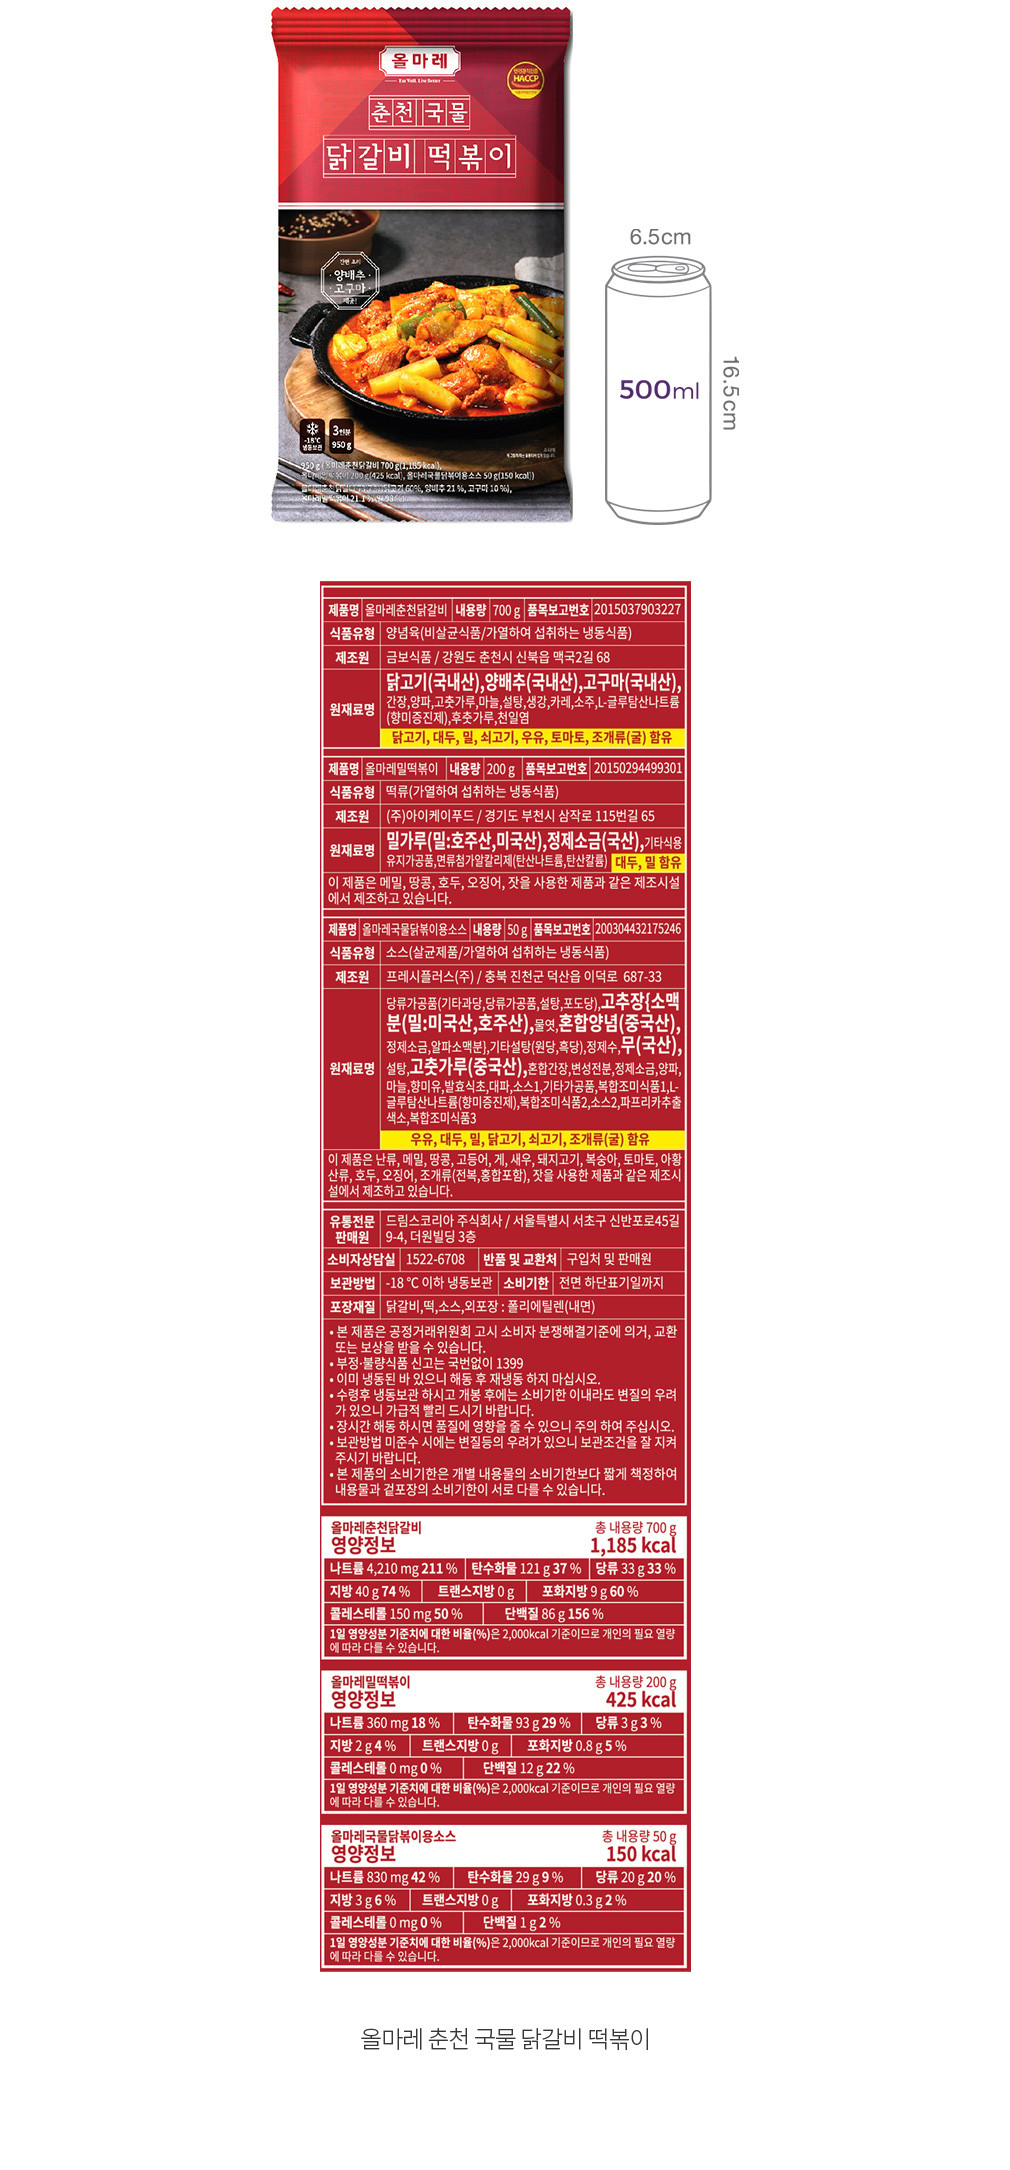 올마레
Eat Well, Live Better
HACCP
춘천 국물
닭갈비 떡볶이
간편 조리
양배추
고구마
-18℃
냉동보관
3인분
950 g
950 g (올마레춘천닭갈비 700 g(1,185 kcal),
올마레밀떡볶이 200 g(425 kcal), 올마레국물닭볶이용소스 50 g(150 kcal))
6.5cm
16.5cm
500ml
제품명 올마레춘천닭갈비 내용량 700 g 품목보고번호 2015037903227
식품유형 양념육(비살균식품/가열하여 섭취하는 냉동식품)
제조원 금보식품 / 강원도 춘천시 신북읍 맥국2길 68
원재료명 닭고기(국내산),양배추(국내산),고구마(국내산),
간장,양파,고춧가루,마늘,설탕,생강,카레,소주,L-글루탐산나트륨
(향미증진제),후춧가루,천일염
닭고기, 대두, 밀, 쇠고기, 우유, 토마토, 조개류(굴) 함유
제품명 올마레밀떡볶이 내용량 200 g 품목보고번호 20150294499301
식품유형 떡류(가열하여 섭취하는 냉동식품)
제조원 (주)아이케이푸드 / 경기도 부천시 삼작로 115번길 65
원재료명 밀가루(밀:호주산,미국산),정제소금(국산),기타식용
유지가공품,면류첨가알칼리제(탄산나트륨,탄산칼륨) 대두, 밀 함유
이 제품은 메밀, 땅콩, 호두, 오징어, 잣을 사용한 제품과 같은 제조시설
에서 제조하고 있습니다.
제품명 올마레국물닭볶이용소스 내용량 50 g 품목보고번호 200304432175246
식품유형 소스(살균제품/가열하여 섭취하는 냉동식품)
제조원 프레시플러스(주) / 충북 진천군 덕산읍 이덕로 687-33
원재료명 당류가공품(기타과당,당류가공품,설탕,포도당),고추장{소맥
분(밀:미국산,호주산),물엿,혼합양념(중국산),
정제소금,알파소맥분},기타설탕(원당,흑당),정제수,무(국산),
설탕,고춧가루(중국산),혼합간장,변성전분,정제소금,양파,
마늘,향미유,발효식초,대파,소스1,기타가공품,복합조미식품1,L-
글루탐산나트륨(향미증진제),복합조미식품2,소스2,파프리카추출
색소,복합조미식품3
우유, 대두, 밀, 닭고기, 쇠고기, 조개류(굴) 함유
이 제품은 난류, 메밀, 땅콩, 고등어, 게, 새우, 돼지고기, 복숭아, 토마토, 아황
산류, 호두, 오징어, 조개류(전복,홍합포함), 잣을 사용한 제품과 같은 제조시
설에서 제조하고 있습니다.
유통전문 판매원 드림스코리아 주식회사 / 서울특별시 서초구 신반포로45길
9-4, 더원빌딩 3층
소비자상담실 1522-6708 반품 및 교환처 구입처 및 판매원
보관방법 -18 ℃ 이하 냉동보관 소비기한 전면 하단표기일까지
포장재질 닭갈비,떡,소스,외포장 : 폴리에틸렌(내면)
• 본 제품은 공정거래위원회 고시 소비자 분쟁해결기준에 의거, 교환
또는 보상을 받을 수 있습니다.
• 부정·불량식품 신고는 국번없이 1399
• 이미 냉동된 바 있으니 해동 후 재냉동 하지 마십시오.
• 수령후 냉동보관 하시고 개봉 후에는 소비기한 이내라도 변질의 우려
가 있으니 가급적 빨리 드시기 바랍니다.
• 장시간 해동 하시면 품질에 영향을 줄 수 있으니 주의 하여 주십시오.
• 보관방법 미준수 시에는 변질등의 우려가 있으니 보관조건을 잘 지켜
주시기 바랍니다.
• 본 제품의 소비기한은 개별 내용물의 소비기한보다 짧게 책정하여
내용물과 겉포장의 소비기한이 서로 다를 수 있습니다.
올마레춘천닭갈비 총 내용량 700 g
영양정보 1,185 kcal
나트륨 4,210 mg 211 % 탄수화물 121 g 37 % 당류 33 g 33 %
지방 40 g 74 % 트랜스지방 0 g 포화지방 9 g 60 %
콜레스테롤 150 mg 50 % 단백질 86 g 156 %
1일 영양성분 기준치에 대한 비율(%)은 2,000kcal 기준이므로 개인의 필요 열량
에 따라 다를 수 있습니다.
올마레밀떡볶이 총 내용량 200 g
영양정보 425 kcal
나트륨 360 mg 18 % 탄수화물 93 g 29 % 당류 3 g 3 %
지방 2 g 4 % 트랜스지방 0 g 포화지방 0.8 g 5 %
콜레스테롤 0 mg 0 % 단백질 12 g 22 %
1일 영양성분 기준치에 대한 비율(%)은 2,000kcal 기준이므로 개인의 필요 열량
에 따라 다를 수 있습니다.
올마레국물닭볶이용소스 총 내용량 50 g
영양정보 150 kcal
나트륨 830 mg 42 % 탄수화물 29 g 9 % 당류 20 g 20 %
지방 3 g 6 % 트랜스지방 0 g 포화지방 0.3 g 2 %
콜레스테롤 0 mg 0 % 단백질 1 g 2 %
1일 영양성분 기준치에 대한 비율(%)은 2,000kcal 기준이므로 개인의 필요 열량
에 따라 다를 수 있습니다.
올마레 춘천 국물 닭갈비 떡볶이